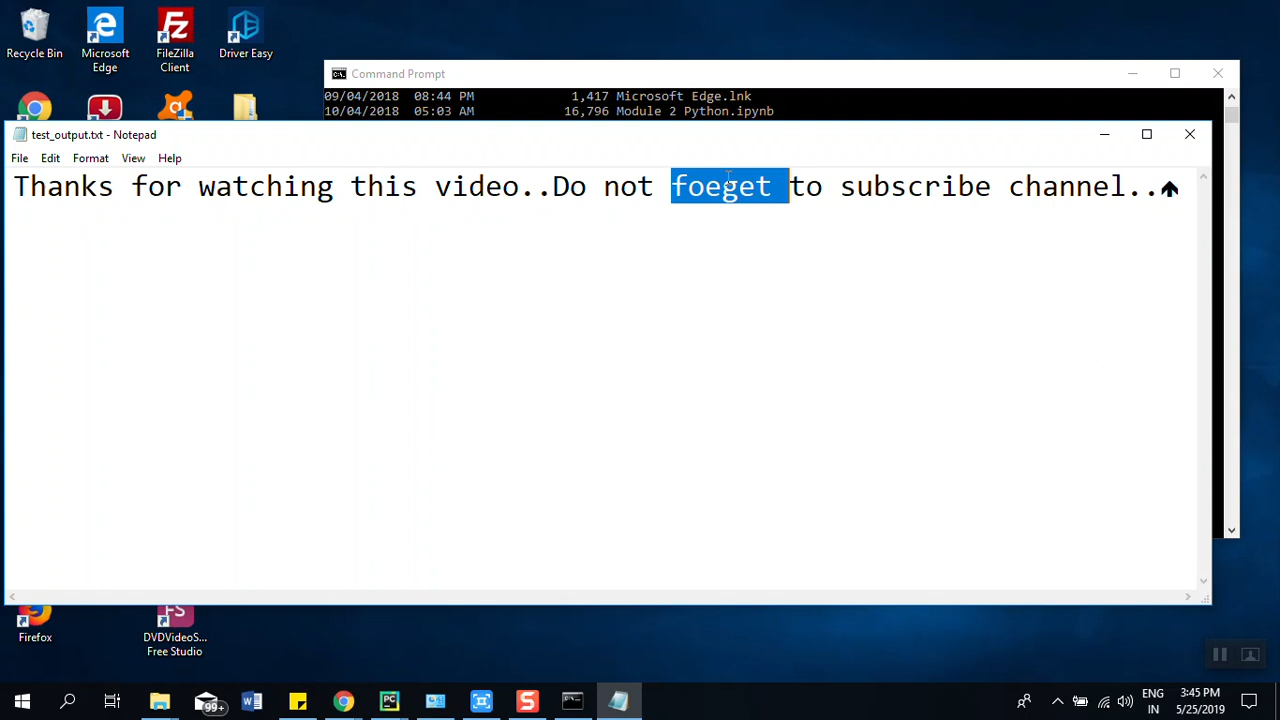 Recycle Bin
Microsoft Edge
FileZilla Client
Driver Easy
Command Prompt
09/04/2018 08:44 PM 1,417 Microsoft Edge.lnk
10/04/2018 05:03 AM 16,796 Module 2 Python.ipynb
test_output.txt - Notepad
File Edit Format View Help
Thanks for watching this video..Do not foeget to subscribe channel..
Firefox
DVDVideoS... Free Studio
99+
ENG
IN
3:45 PM
5/25/2019